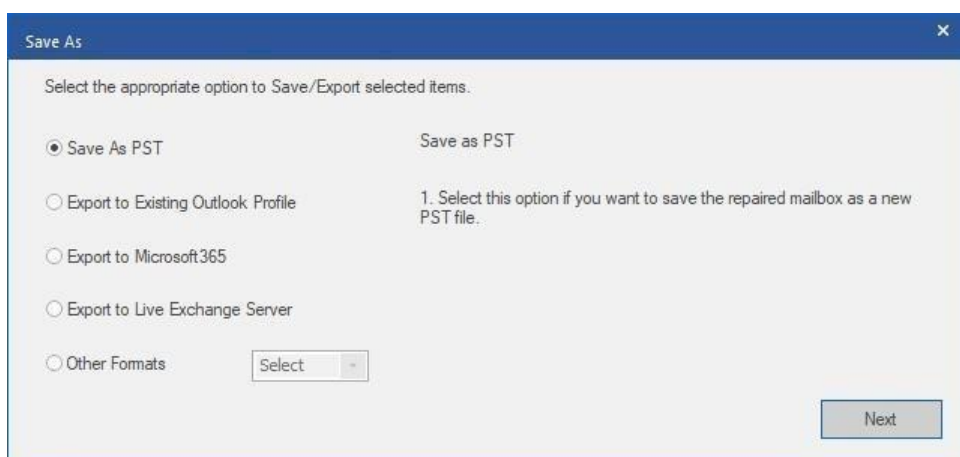 Save As
Select the appropriate option to Save/Export selected items.
Save As PST
Export to Existing Outlook Profile
Export to Microsoft365
Export to Live Exchange Server
Other Formats
Select
Save as PST
1. Select this option if you want to save the repaired mailbox as a new
PST file.
Next